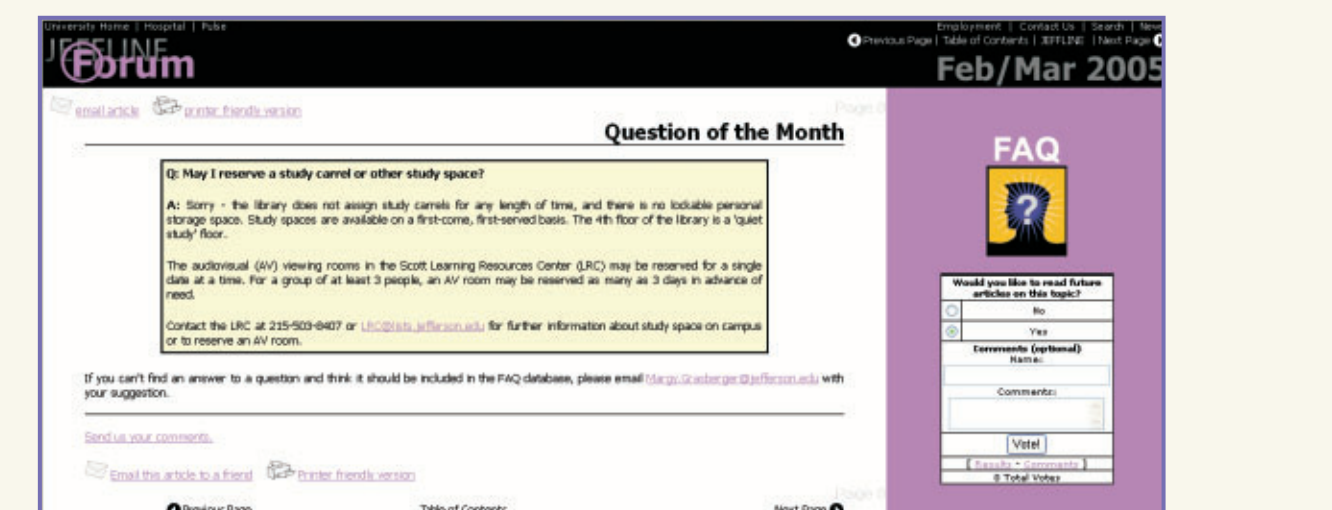 University Home | Hospital | Pulse
Employment | Contact Us | Search | New
Previous Page | Table of Contents | JEFFLINE | Next Page
JEFFLINE
Forum
Feb/Mar 2005
email article printer friendly version
Page
Question of the Month
Q: May I reserve a study carrel or other study space?
A: Sorry - the library does not assign study carrels for any length of time, and there is no lockable personal
storage space. Study spaces are available on a first-come, first-served basis. The 4th floor of the library is a 'quiet
study' floor.
The audiovisual (AV) viewing rooms in the Scott Learning Resources Center (LRC) may be reserved for a single
date at a time. For a group of at least 3 people, an AV room may be reserved as many as 3 days in advance of
need.
Contact the LRC at 215-503-8407 or LRC@lists.jefferson.edu for further information about study space on campus
or to reserve an AV room.
If you can't find an answer to a question and think it should be included in the FAQ database, please email Margy.Grasberger@jefferson.edu with
your suggestion.
Send us your comments.
Email this article to a friend Printer friendly version
Page
Previous Page Table of Contents Next Page
FAQ
?
Would you like to read future
articles on this topic?
No
Yes
Comments (optional)
Name:
Comments:
Vote!
[ Results - Comments ]
0 Total Votes